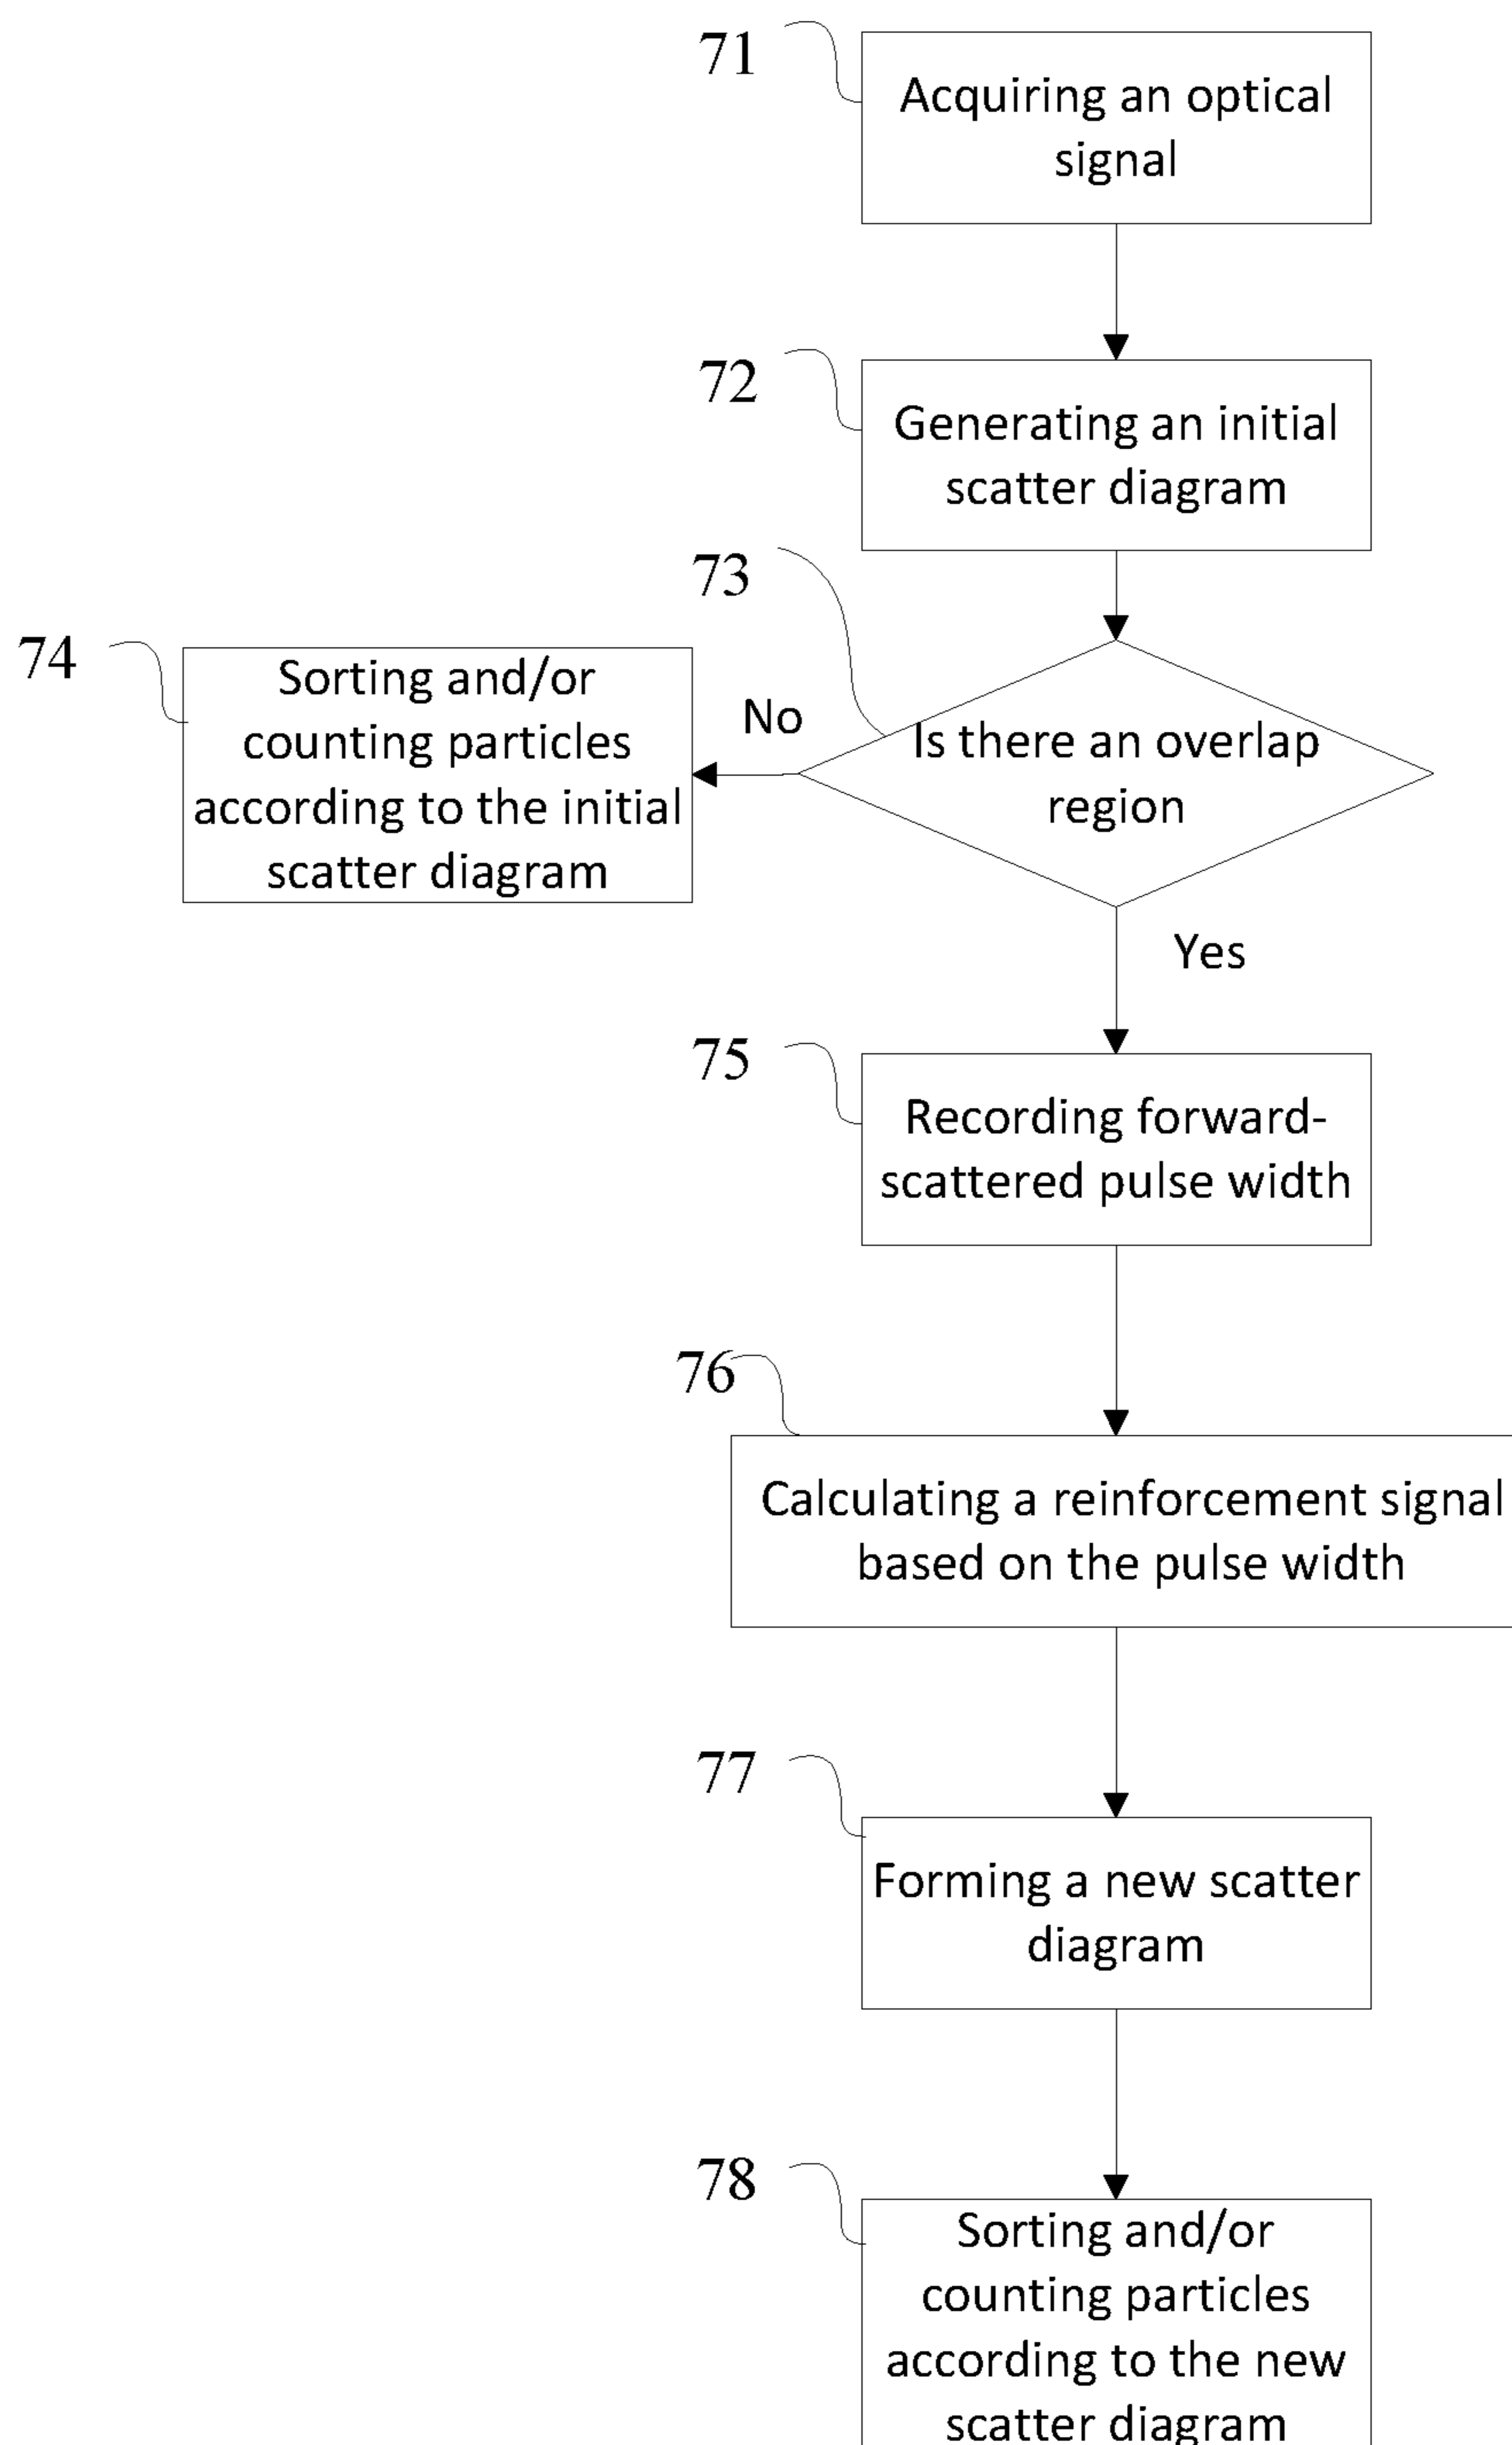 71
Acquiring an optical
signal
72
Generating an initial
scatter diagram
73
Is there an overlap
region
No
74
Sorting and/or
counting particles
according to the initial
scatter diagram
Yes
75
Recording forward-
scattered pulse width
76
Calculating a reinforcement signal
based on the pulse width
77
Forming a new scatter
diagram
78
Sorting and/or
counting particles
according to the new
scatter diagram